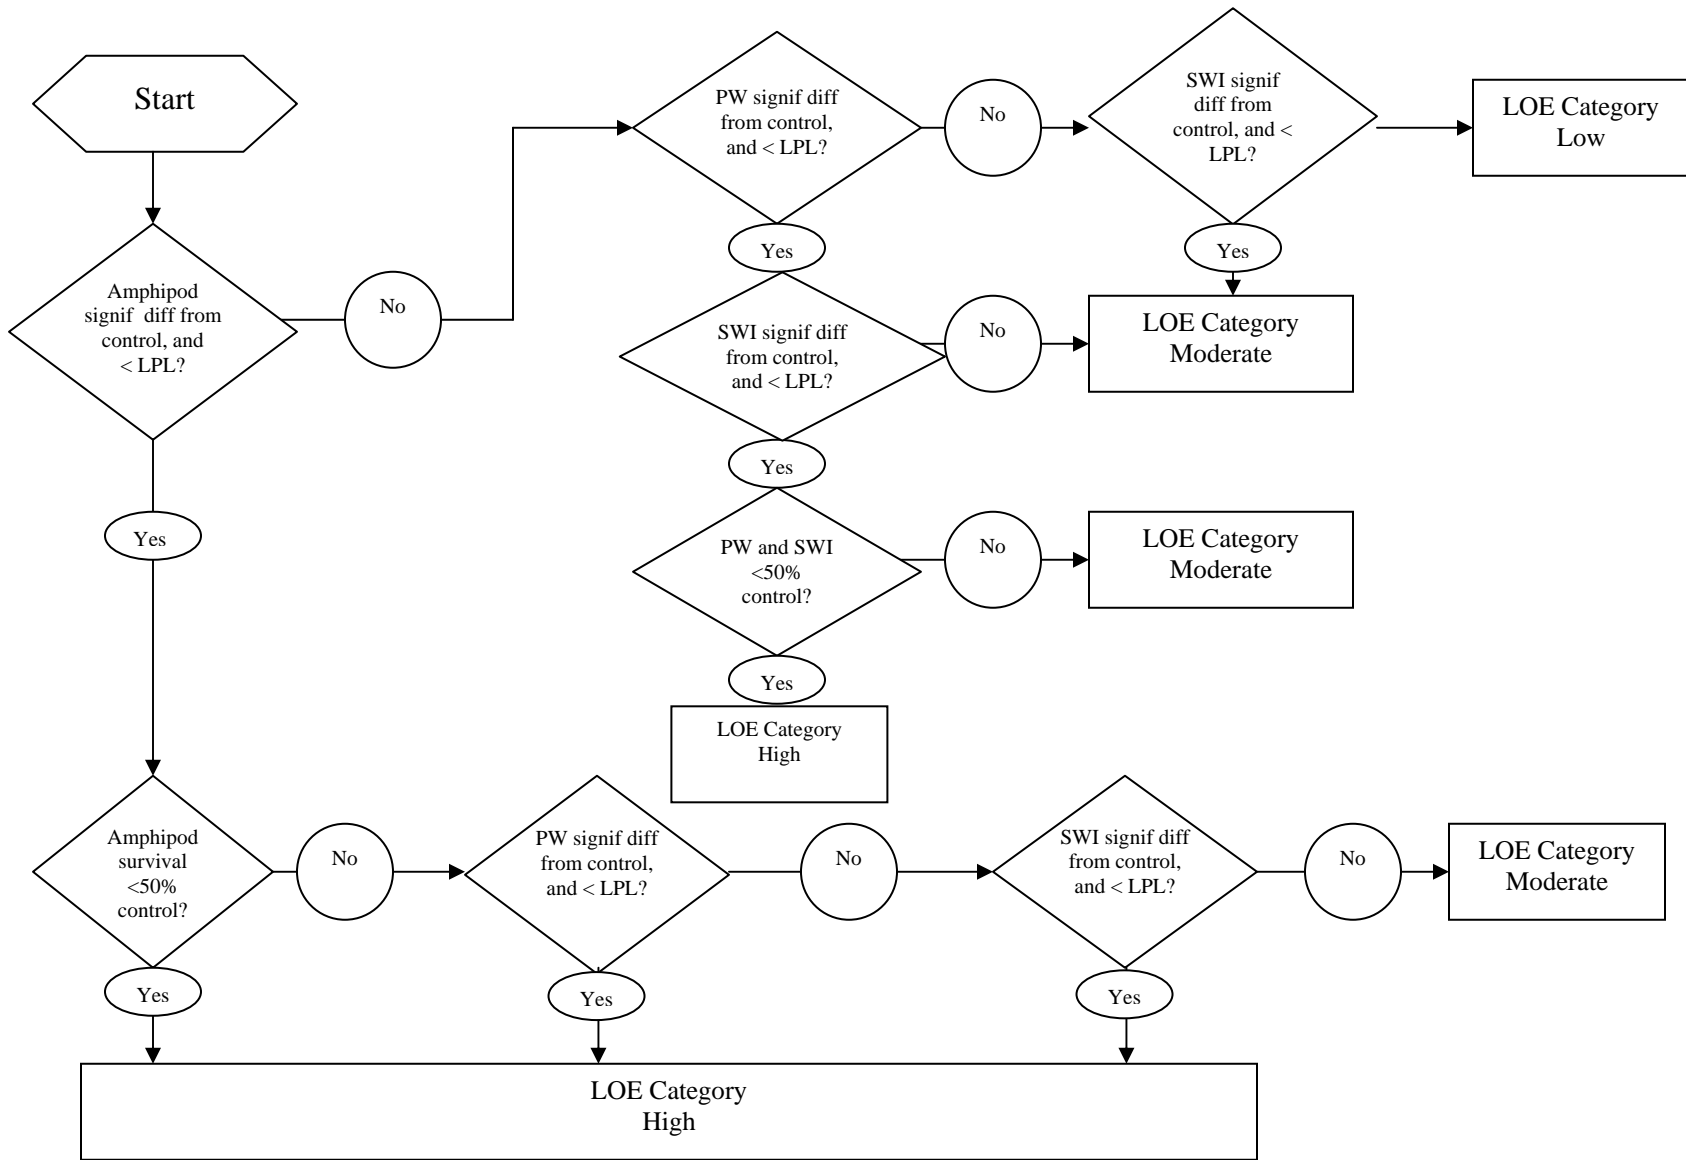 Start
PW signif diff
from control,
and < LPL?
No
SWI signif
diff from
control, and <
LPL?
LOE Category
Low
Yes
Yes
Amphipod
signif  diff from
control, and
< LPL?
No
SWI signif diff
from control,
and < LPL?
No
LOE Category
Moderate
Yes
Yes
PW and SWI
<50%
control?
No
LOE Category
Moderate
Yes
LOE Category
High
Amphipod
survival
<50%
control?
No
PW signif diff
from control,
and < LPL?
No
SWI signif diff
from control,
and < LPL?
No
LOE Category
Moderate
Yes
Yes
Yes
LOE Category
High